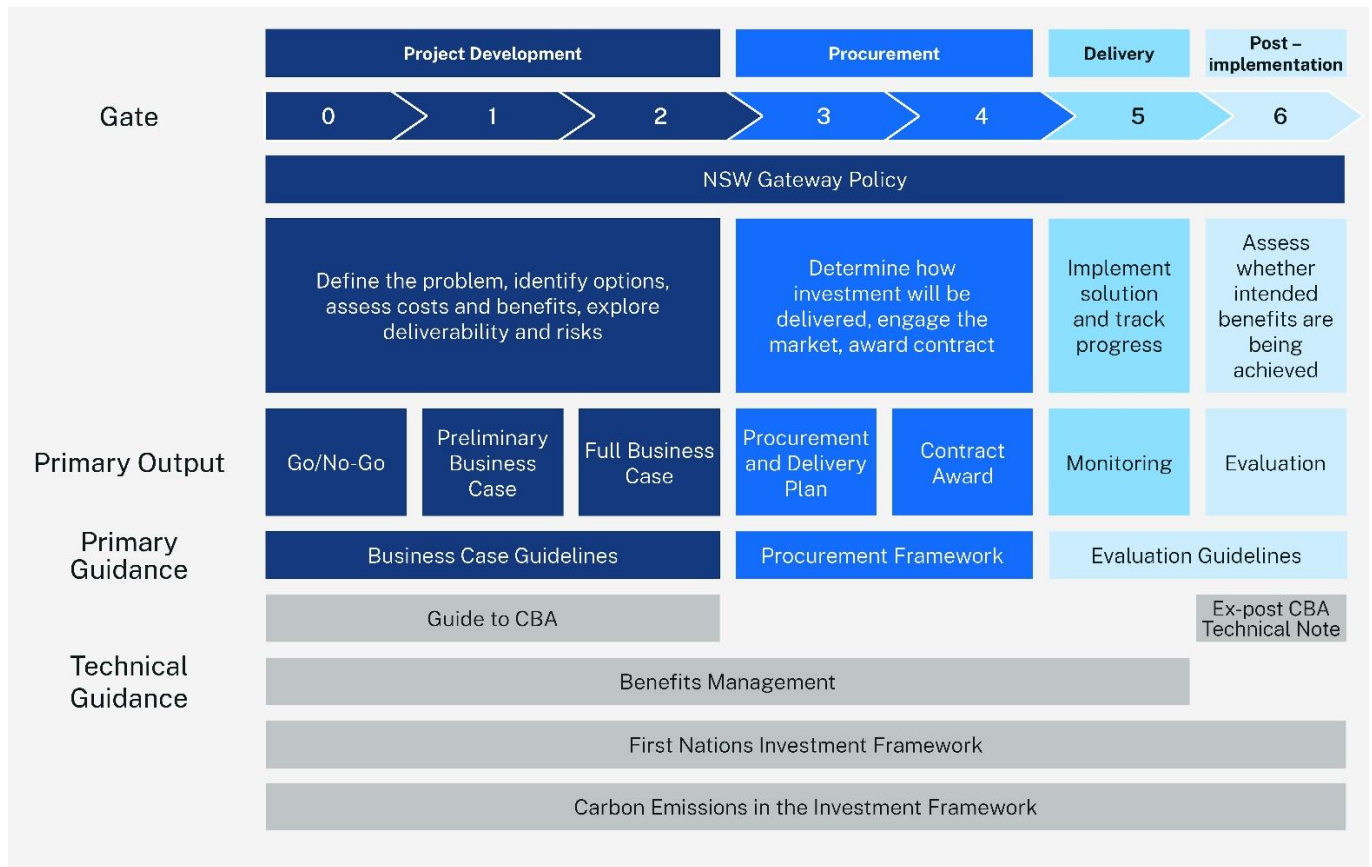 Project Development
Procurement
Delivery
Post –
implementation
Gate
0
1
2
3
4
5
6
NSW Gateway Policy
Define the problem, identify options,
assess costs and benefits, explore
deliverability and risks
Determine how
investment will be
delivered, engage the
market, award contract
Implement
solution
and track
progress
Assess
whether
intended
benefits are
being
achieved
Primary Output
Go/No-Go
Preliminary
Business
Case
Full Business
Case
Procurement
and Delivery
Plan
Contract
Award
Monitoring
Evaluation
Primary
Guidance
Business Case Guidelines
Procurement Framework
Evaluation Guidelines
Guide to CBA
Ex-post CBA
Technical Note
Technical
Guidance
Benefits Management
First Nations Investment Framework
Carbon Emissions in the Investment Framework